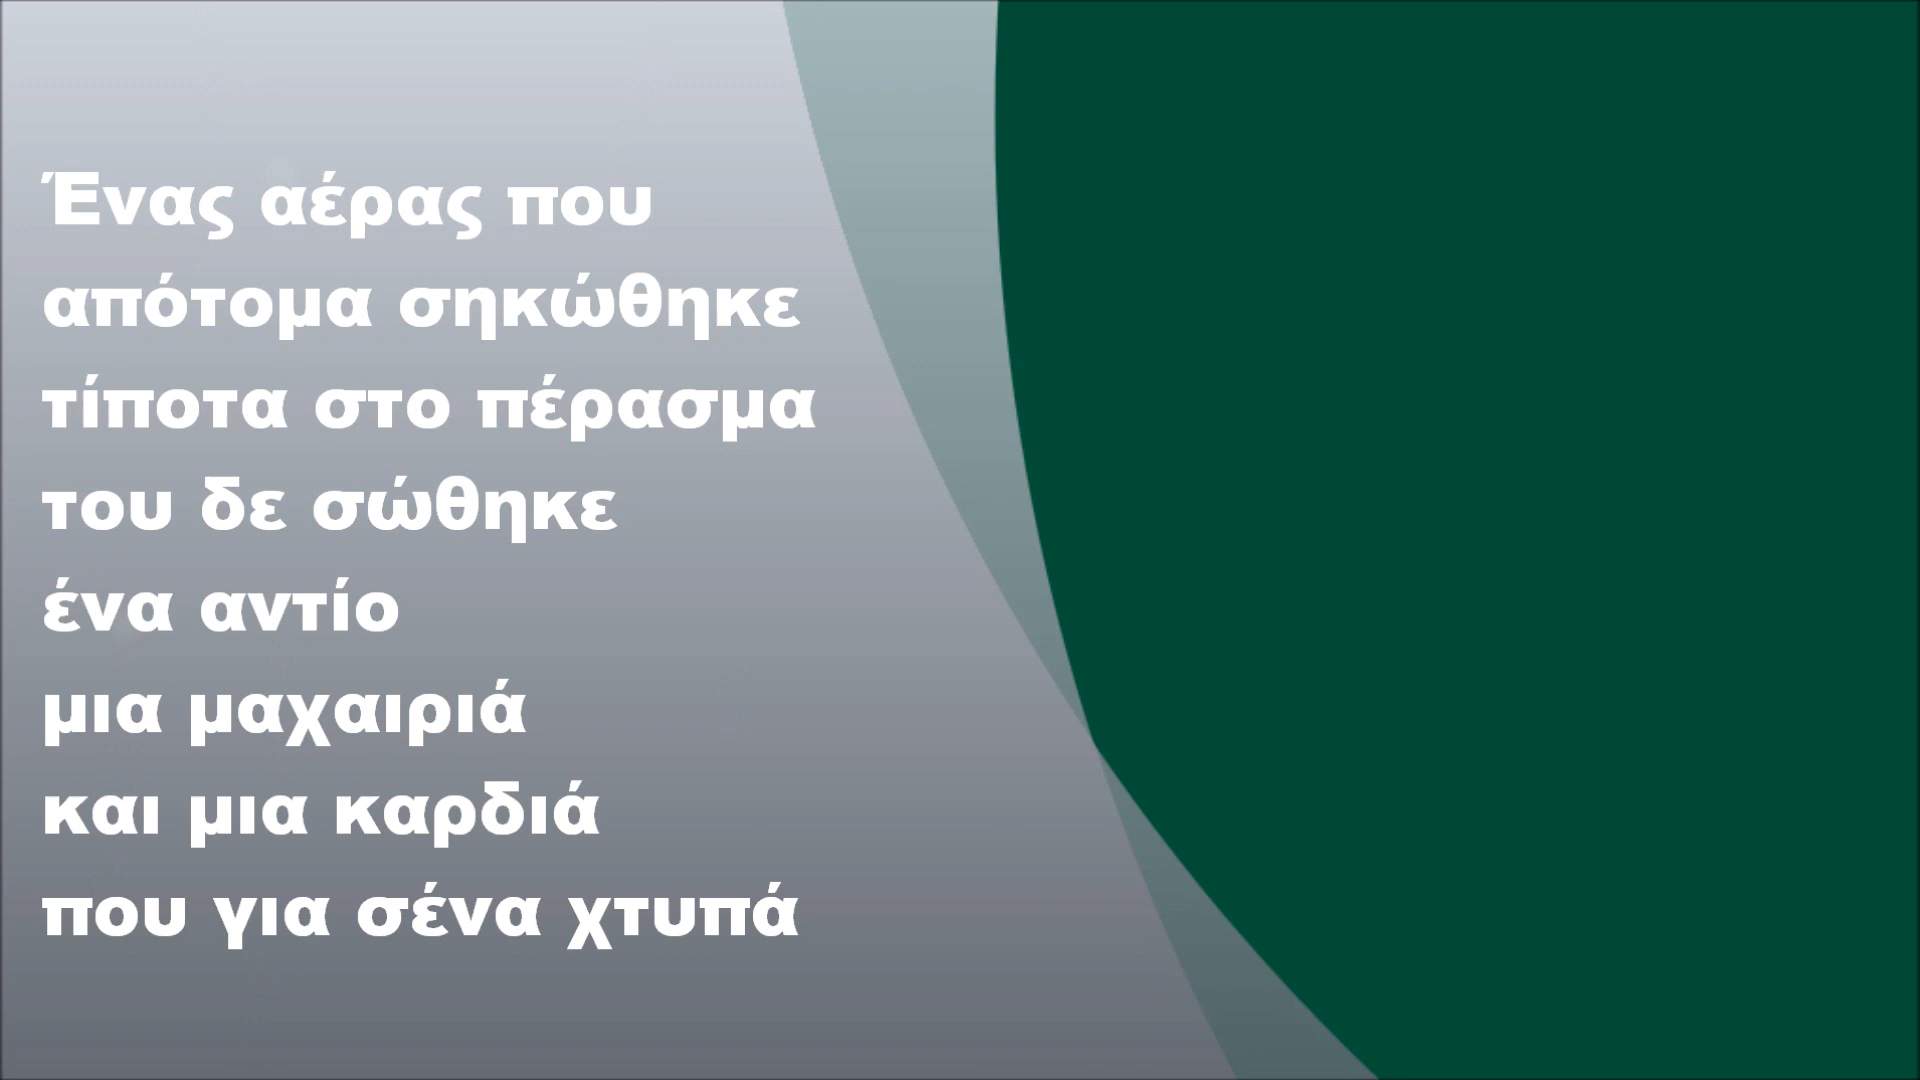 Ένας αέρας που
απότομα σηκώθηκε
τίποτα στο πέρασμα
του δε σώθηκε
ένα αντίο
μια μαχαιριά
και μια καρδιά
που για σένα χτυπά